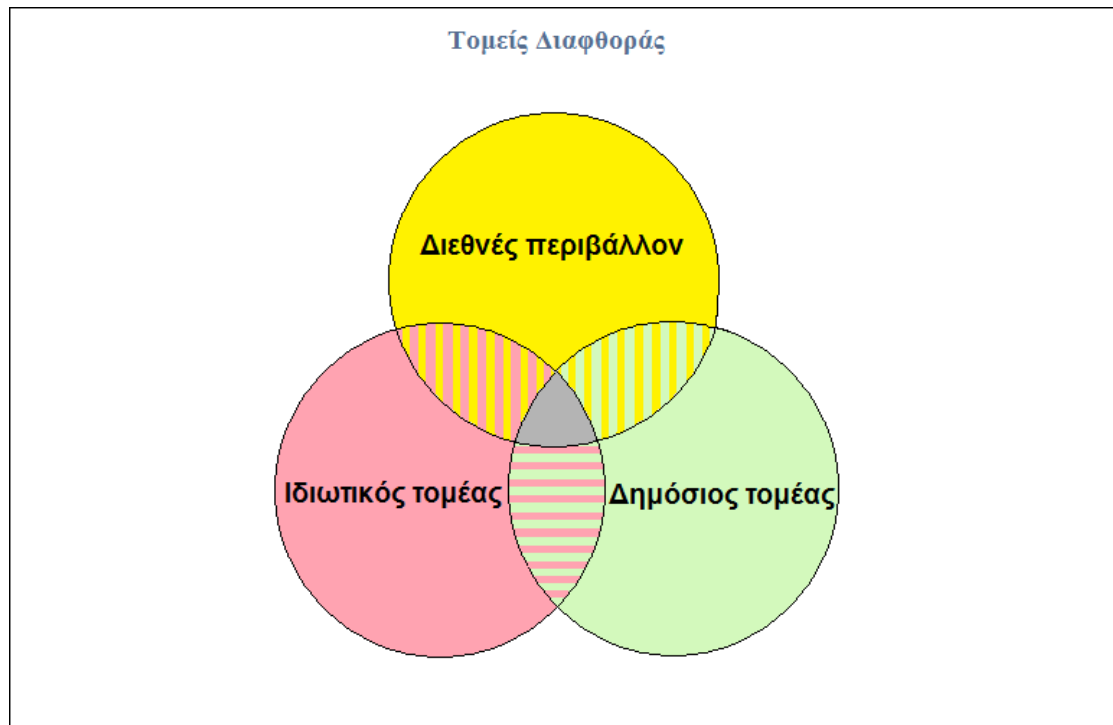 Τομείς Διαφθοράς
Διεθνές περιβάλλον
Ιδιωτικός τομέας
Δημόσιος τομέας